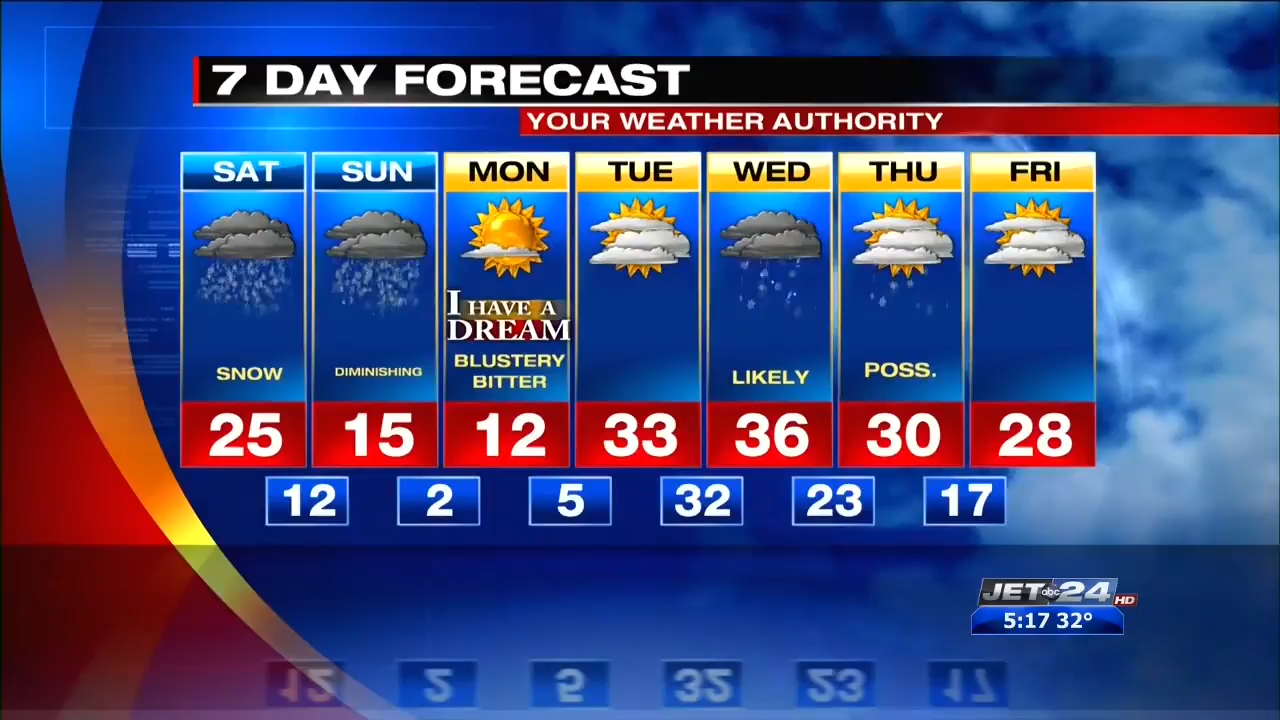 7 DAY FORECAST
YOUR WEATHER AUTHORITY
SAT SUN MON TUE WED THU FRI
I HAVE A
DREAM
SNOW DIMINISHING BLUSTERY LIKELY POSS.
BITTER
25 15 12 33 36 30 28
12 2 5 32 23 17
JET abc 24 HD
5:17 32°